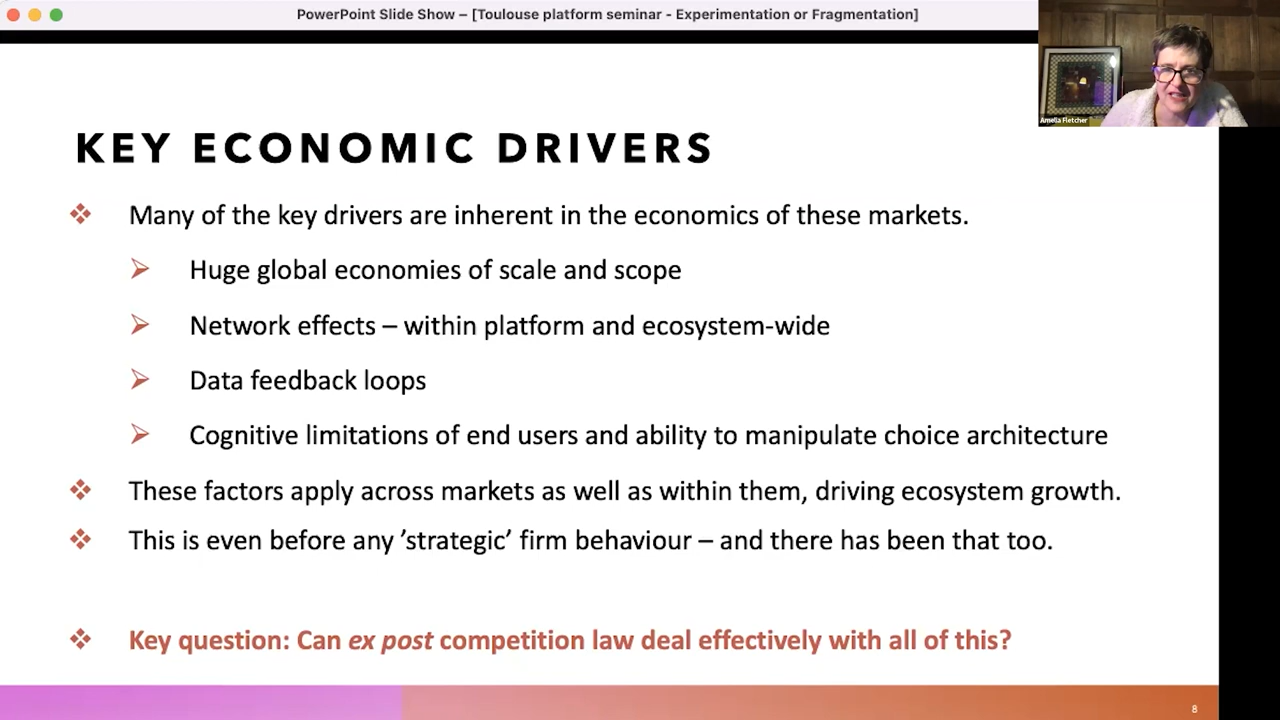 PowerPoint Slide Show – [Toulouse platform seminar - Experimentation or Fragmentation]
Amelia Fletcher
KEY ECONOMIC DRIVERS
❖ Many of the key drivers are inherent in the economics of these markets.
➢ Huge global economies of scale and scope
➢ Network effects – within platform and ecosystem-wide
➢ Data feedback loops
➢ Cognitive limitations of end users and ability to manipulate choice architecture
❖ These factors apply across markets as well as within them, driving ecosystem growth.
❖ This is even before any ’strategic’ firm behaviour – and there has been that too.
❖ Key question: Can ex post competition law deal effectively with all of this?
8